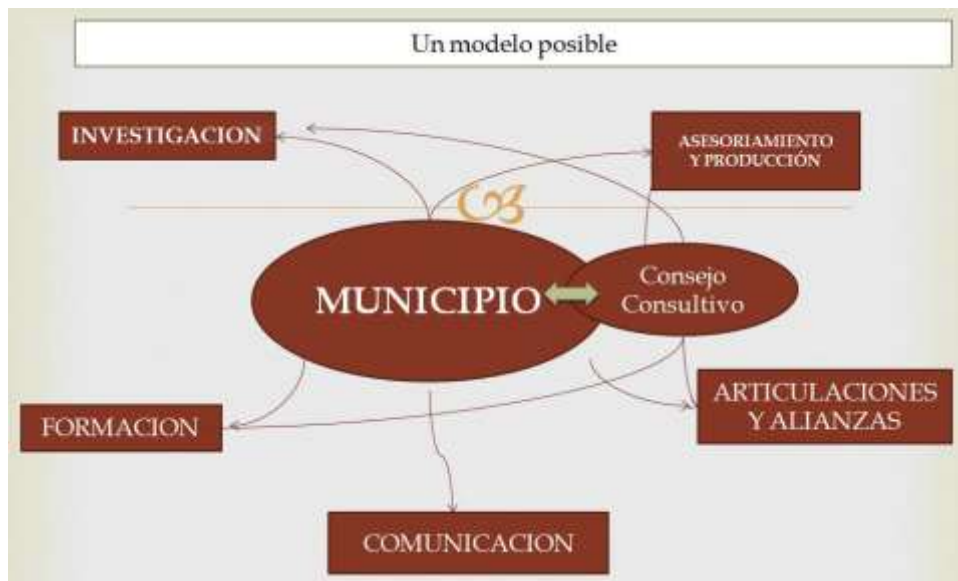 Un modelo posible
INVESTIGACION
ASESORIAMIENTO
Y PRODUCCIÓN
MUNICIPIO
Consejo
Consultivo
ARTICULACIONES
Y ALIANZAS
FORMACION
COMUNICACION